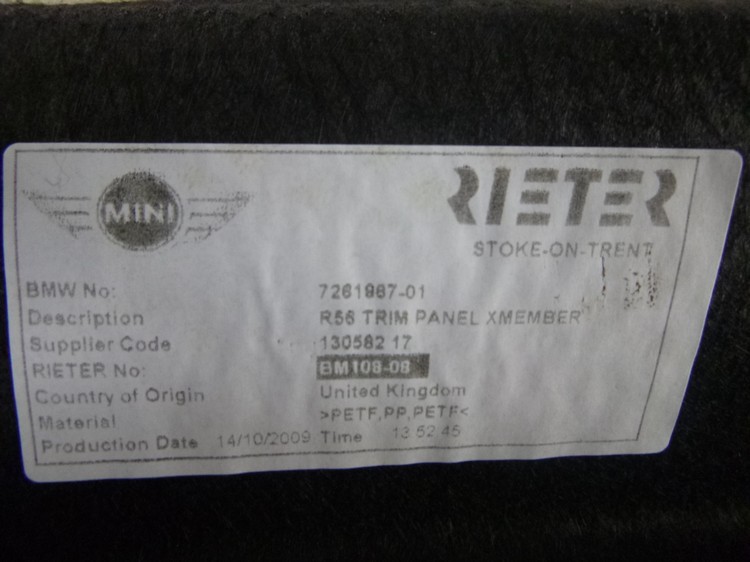 MINI
RIETER
STOKE-ON-TRENT
BMW No: 7261987-01
Description R56 TRIM PANEL XMEMBER
Supplier Code 130582 17
RIETER No: BM108-08
Country of Origin United Kingdom
Material >PETF,PP,PETF<
Production Date 14/10/2009 Time 13 52 45